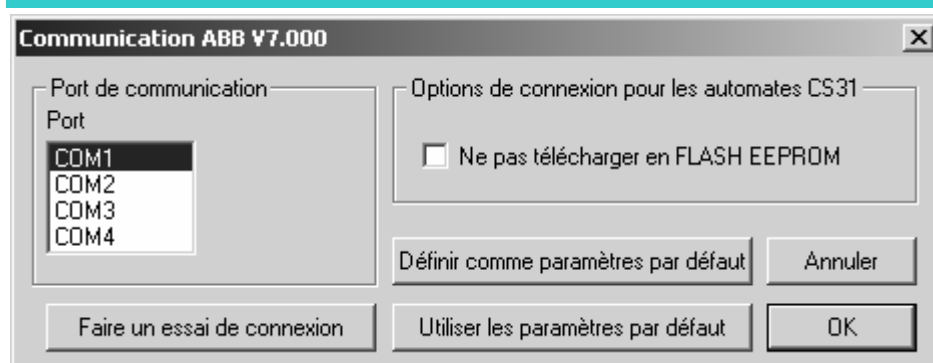 Communication ABB V7.000
Port de communication
Port
COM1
COM2
COM3
COM4
Options de connexion pour les automates CS31
Ne pas télécharger en FLASH EEPROM
Définir comme paramètres par défaut
Annuler
Faire un essai de connexion
Utiliser les paramètres par défaut
OK